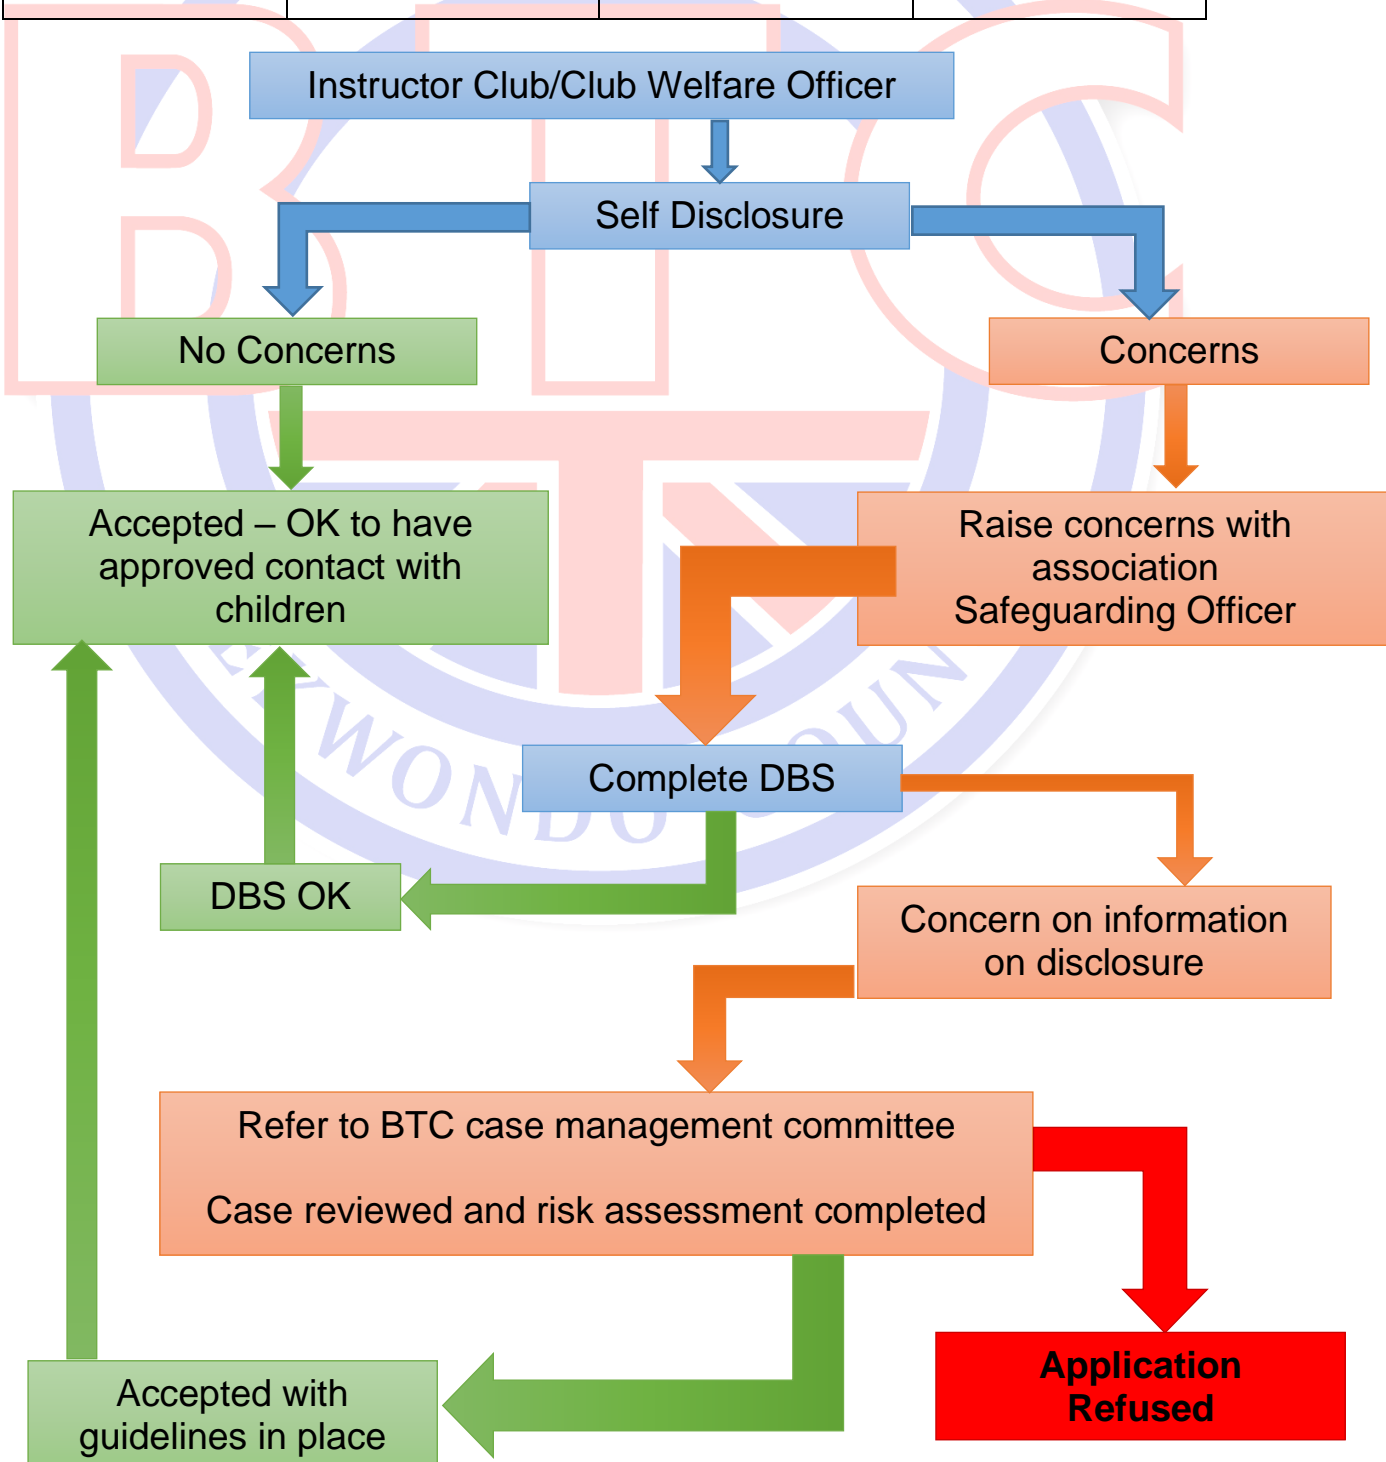 BTC
Instructor Club/Club Welfare Officer
Self Disclosure
No Concerns
Concerns
Accepted – OK to have
approved contact with
children
Raise concerns with
association
Safeguarding Officer
Complete DBS
DBS OK
Concern on information
on disclosure
Refer to BTC case management committee
Case reviewed and risk assessment completed
Accepted with
guidelines in place
Application
Refused